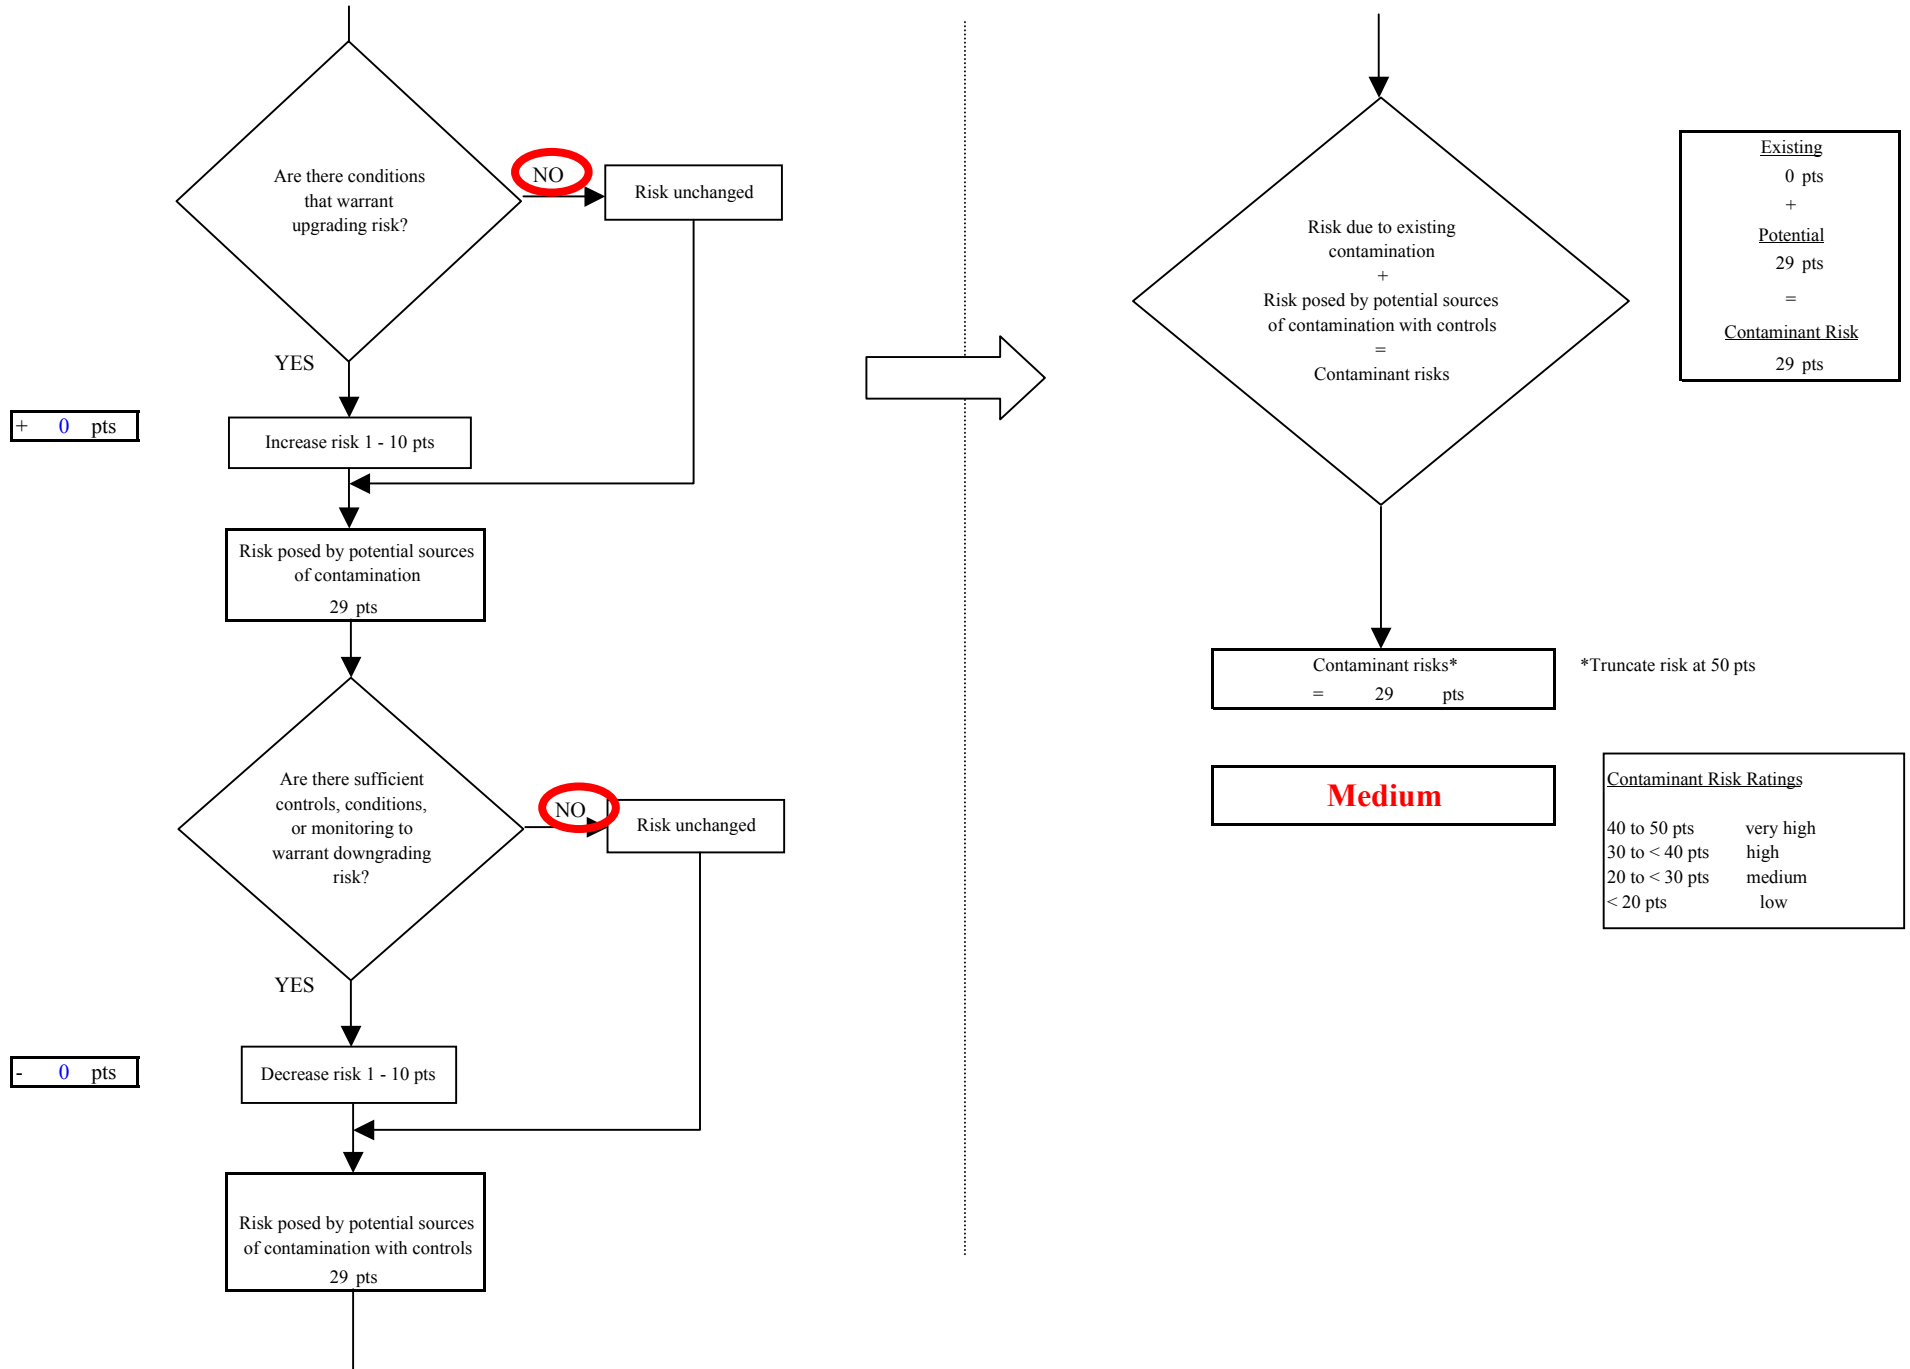 Are there conditions
that warrant
upgrading risk?
NO
Risk unchanged
YES
+ 0 pts
Increase risk 1 - 10 pts
Risk posed by potential sources
of contamination
29 pts
Are there sufficient
controls, conditions,
or monitoring to
warrant downgrading
risk?
NO
Risk unchanged
YES
- 0 pts
Decrease risk 1 - 10 pts
Risk posed by potential sources
of contamination with controls
29 pts
Risk due to existing
contamination
+
Risk posed by potential sources
of contamination with controls
=
Contaminant risks
Existing
0 pts
+
Potential
29 pts
=
Contaminant Risk
29 pts
Contaminant risks*
= 29 pts
*Truncate risk at 50 pts
Medium
Contaminant Risk Ratings
40 to 50 pts very high
30 to < 40 pts high
20 to < 30 pts medium
< 20 pts low